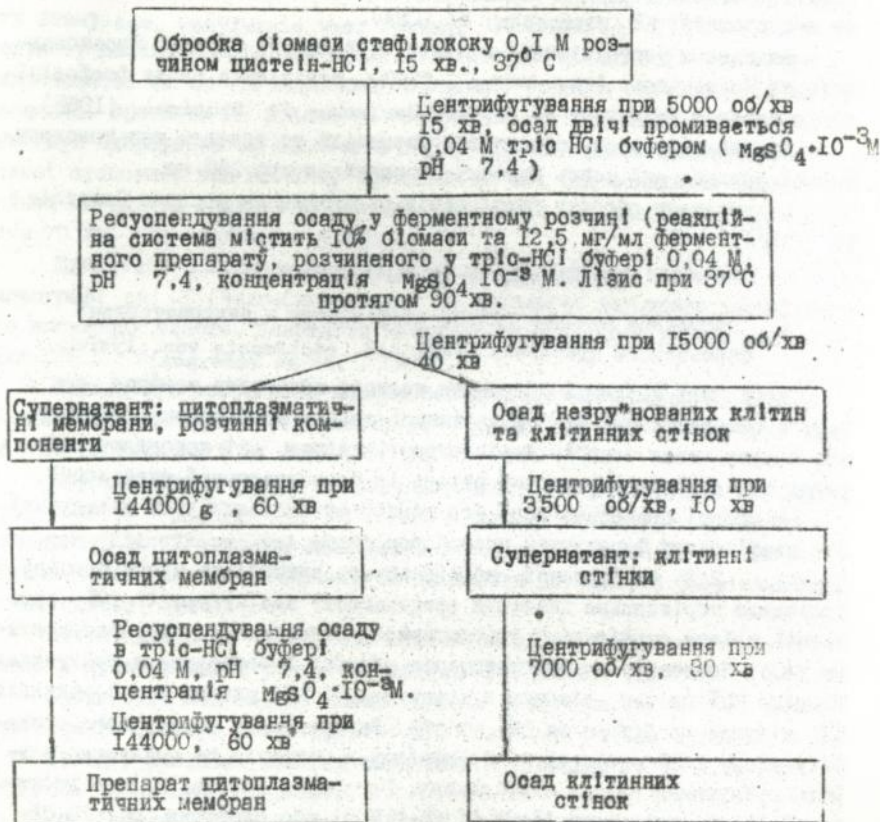 Обробка біомаси стафілококу 0,1 М роз-
чином цистеін-HCl, 15 хв., 37°С
Центрифугування при 5000 об/хв
15 хв, осад двічі промивається
0,04 М тріс HCl буфером ( MgSO₄·10⁻³М
рН - 7,4 )
Ресуспендування осаду у ферментному розчині (реакцій-
на система містить 10% біомаси та 12,5 мг/мл фермент-
ного препарату, розчиненого у тріс-HCl буфері 0,04 М,
рН 7,4, концентрація MgSO₄ 10⁻³ М. Лізис при 37°С
протягом 90 хв.
Центрифугування при 15000 об/хв
40 хв
Супернатант: цитоплазматич-
ні мембрани, розчинні ком-
поненти
Осад незру"нованих клітин
та клітинних стінок
Центрифугування при
144000 g , 60 хв
Центрифугування при
3500 об/хв, 10 хв
Осад цитоплазма-
тичних мембран
Супернатант: клітинні
стінки
Ресуспендування осаду
в тріс-HCl буфері
0,04 М, рН 7,4, кон-
центрація MgSO₄·10⁻³М.
Центрифугування при
144000, 60 хв
Центрифугування при
7000 об/хв, 30 хв
Препарат цитоплазма-
тичних мембран
Осад клітинних
стінок